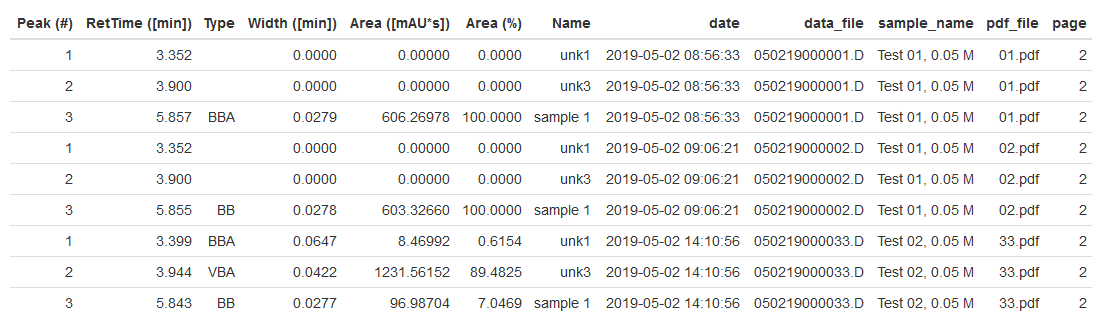 Peak (#) RetTime ([min]) Type Width ([min]) Area ([mAU*s]) Area (%) Name date data_file sample_name pdf_file page
1 3.352 0.0000 0.0000 0.0000 unk1 2019-05-02 08:56:33 050219000001.D Test 01, 0.05 M 01.pdf 2
2 3.900 0.0000 0.0000 0.0000 unk3 2019-05-02 08:56:33 050219000001.D Test 01, 0.05 M 01.pdf 2
3 5.857 BBA 0.0279 606.26978 100.0000 sample 1 2019-05-02 08:56:33 050219000001.D Test 01, 0.05 M 01.pdf 2
1 3.352 0.0000 0.0000 0.0000 unk1 2019-05-02 09:06:21 050219000002.D Test 01, 0.05 M 02.pdf 2
2 3.900 0.0000 0.0000 0.0000 unk3 2019-05-02 09:06:21 050219000002.D Test 01, 0.05 M 02.pdf 2
3 5.855 BB 0.0278 603.32660 100.0000 sample 1 2019-05-02 09:06:21 050219000002.D Test 01, 0.05 M 02.pdf 2
1 3.399 BBA 0.0647 8.46992 0.6154 unk1 2019-05-02 14:10:56 050219000033.D Test 02, 0.05 M 33.pdf 2
2 3.944 VBA 0.0422 1231.56152 89.4825 unk3 2019-05-02 14:10:56 050219000033.D Test 02, 0.05 M 33.pdf 2
3 5.843 BB 0.0277 96.98704 7.0469 sample 1 2019-05-02 14:10:56 050219000033.D Test 02, 0.05 M 33.pdf 2